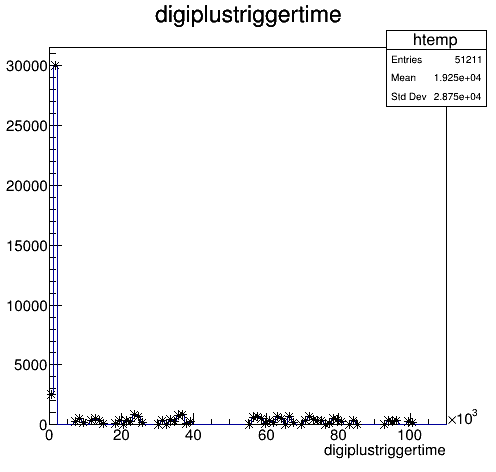 digiplustriggertime
htemp
Entries 51211
Mean 1.925e+04
Std Dev 2.875e+04
30000
25000
20000
15000
10000
5000
0
0 20 40 60 80 100
×10³
digiplustriggertime